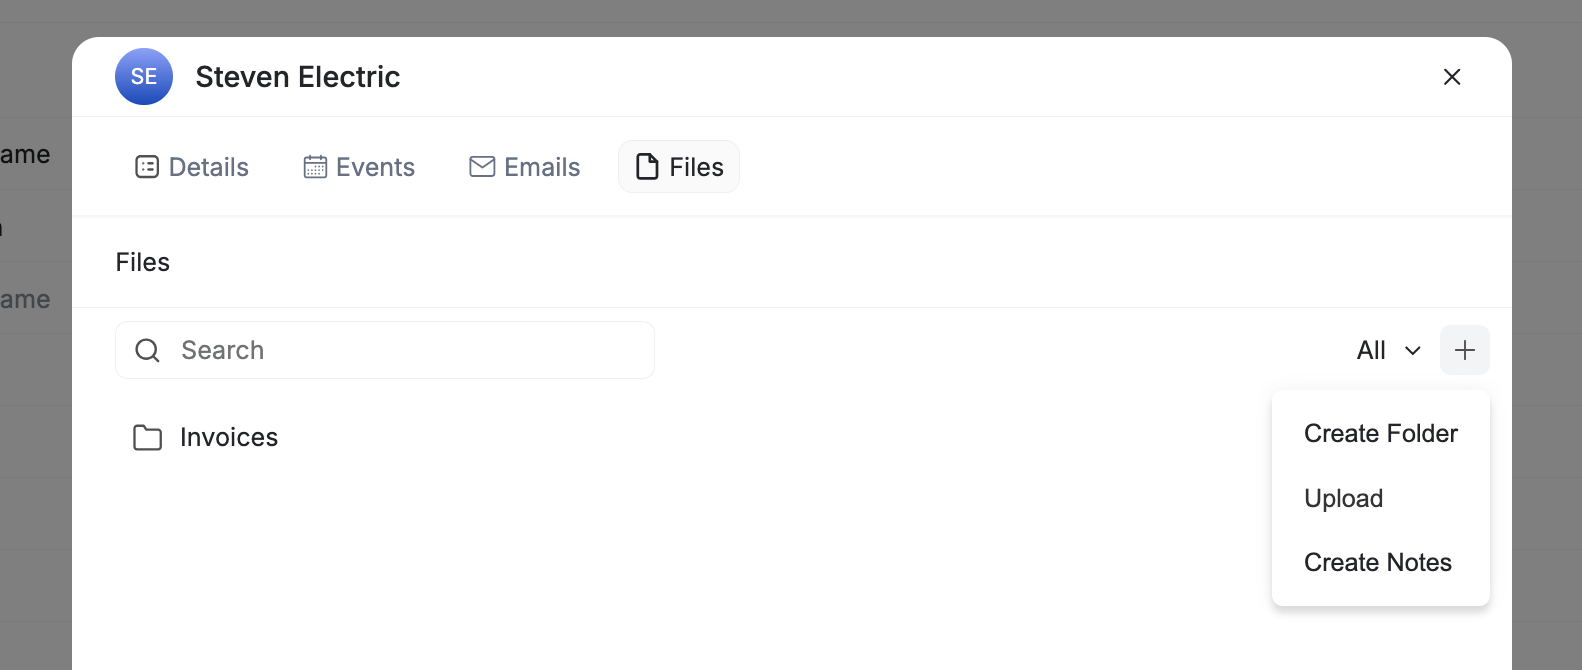 SE Steven Electric
ame
Details Events Emails Files
Files
ame
Search All
Invoices
Create Folder
Upload
Create Notes